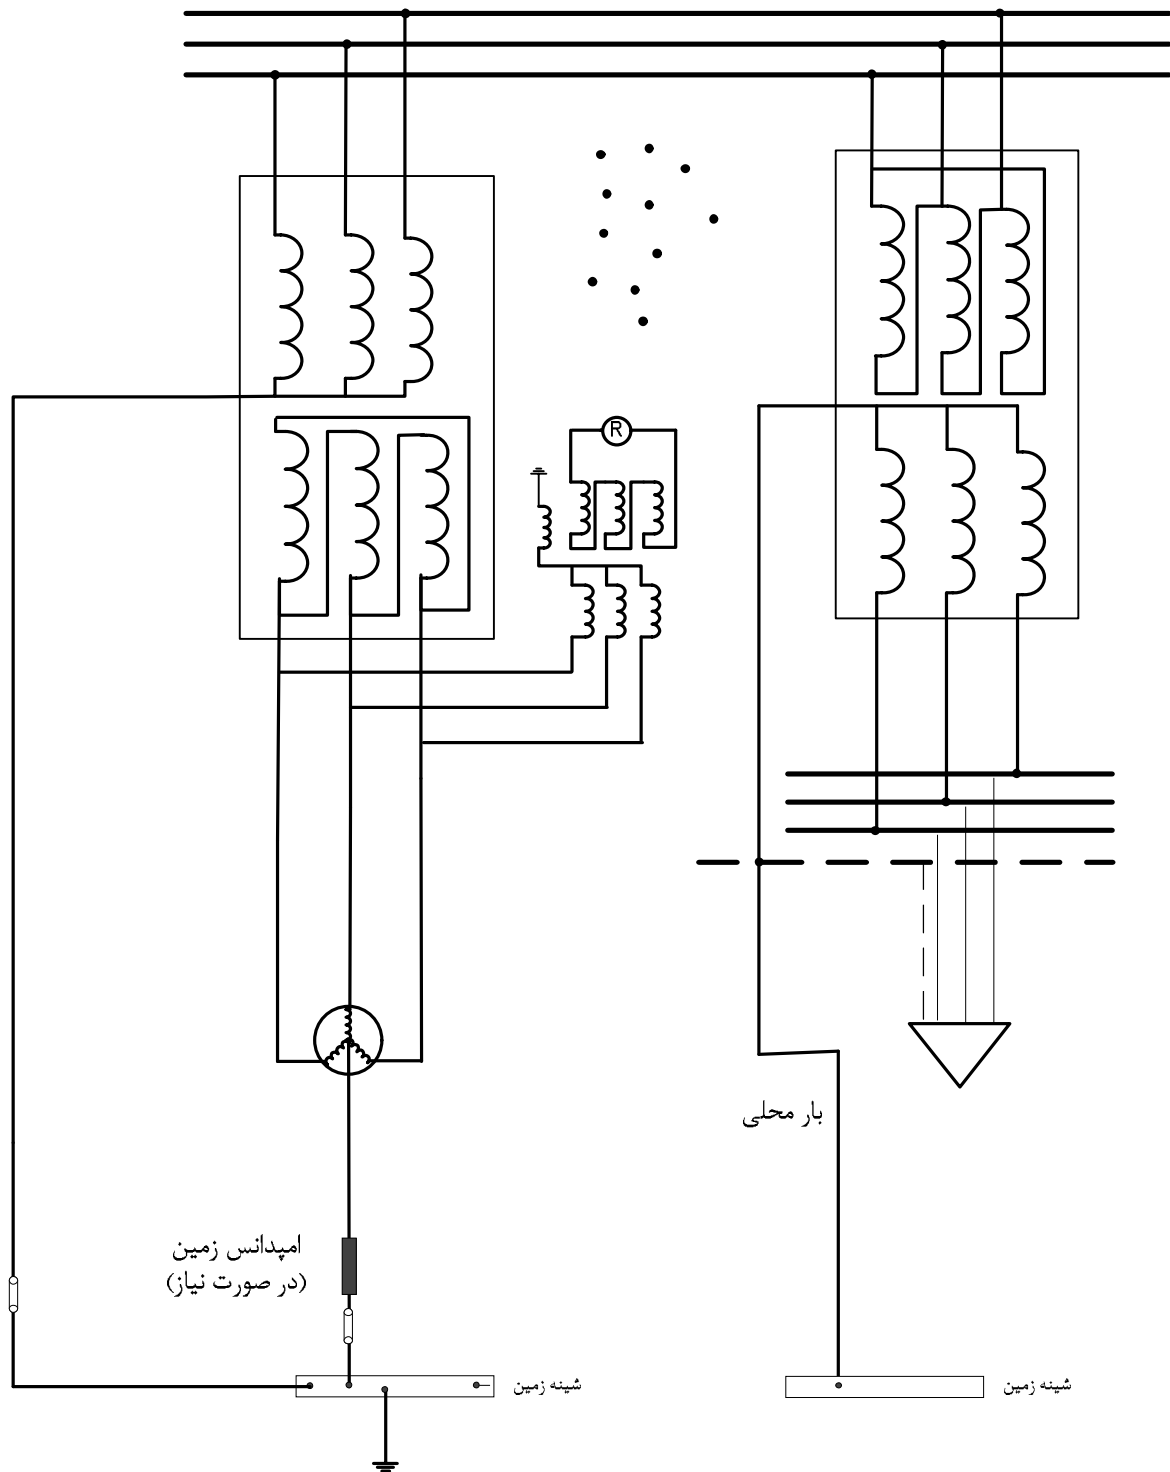 R
بار محلی
امپدانس زمین
(در صورت نیاز)
شینه زمین
شینه زمین